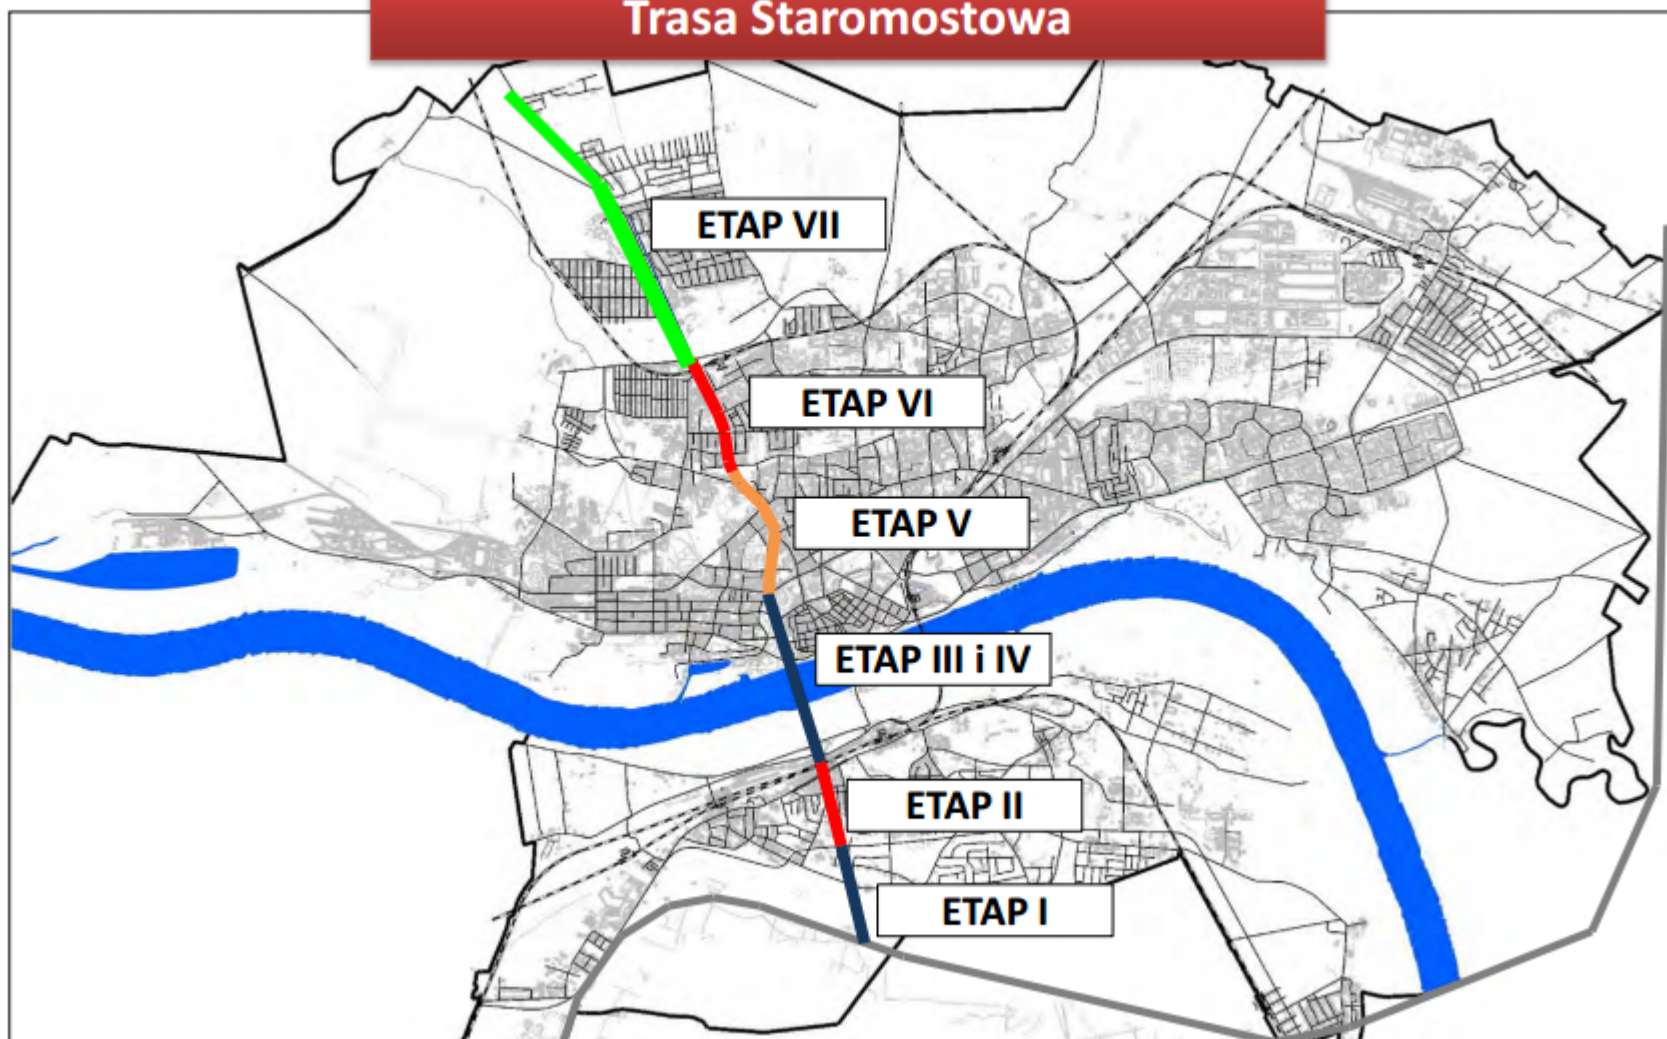 Trasa Staromostowa
ETAP VII
ETAP VI
ETAP V
ETAP III i IV
ETAP II
ETAP I